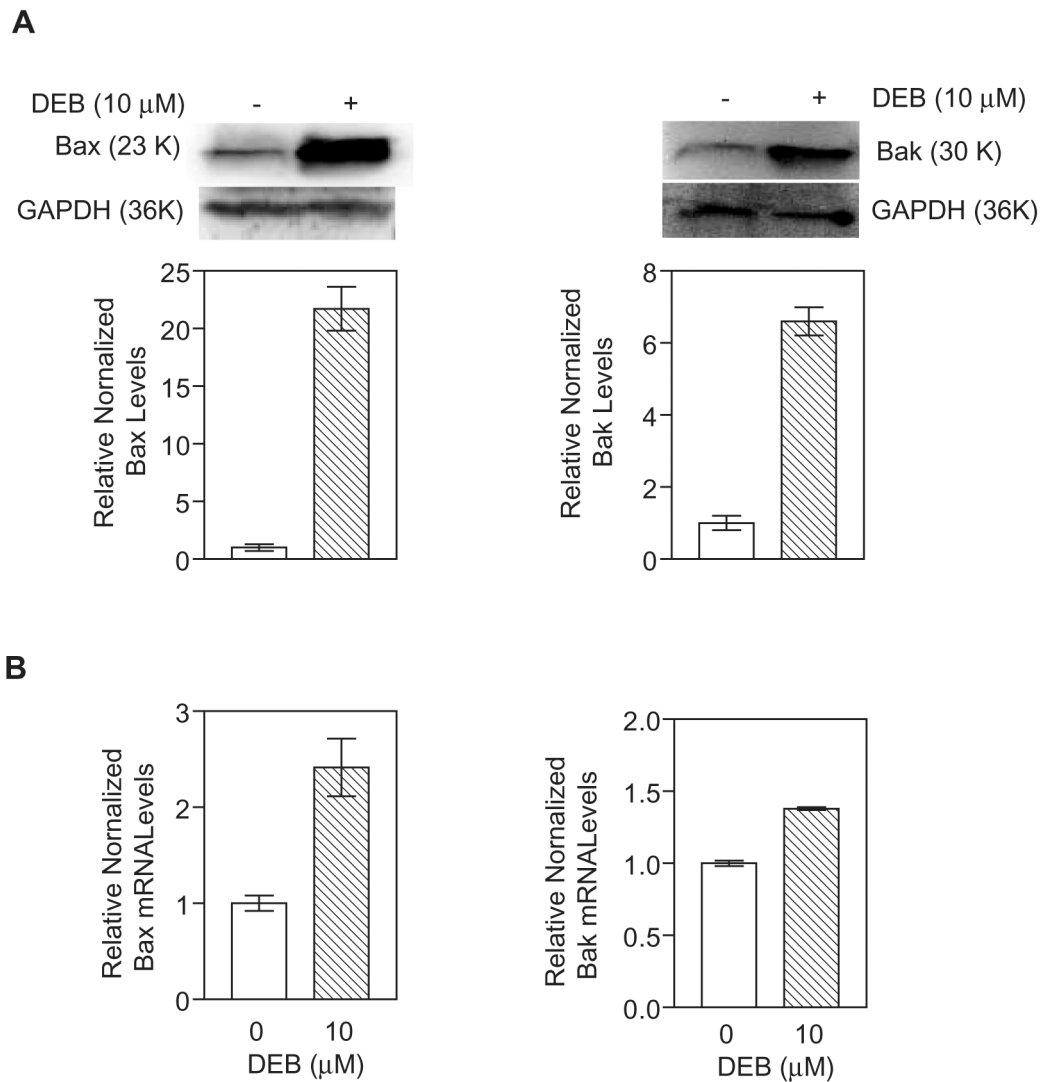 A
DEB (10 μM) - +
Bax (23 K)
GAPDH (36K)
25
20
15
10
5
0
Relative Nornalized
Bax Levels
- + DEB (10 μM)
Bak (30 K)
GAPDH (36K)
8
6
4
2
0
Relative Nornalized
Bak Levels
B
3
2
1
0
Relative Nornalized
Bax mRNALevels
0 10
DEB (μM)
2.0
1.5
1.0
0.5
0.0
Relative Nornalized
Bak mRNALevels
0 10
DEB (μM)